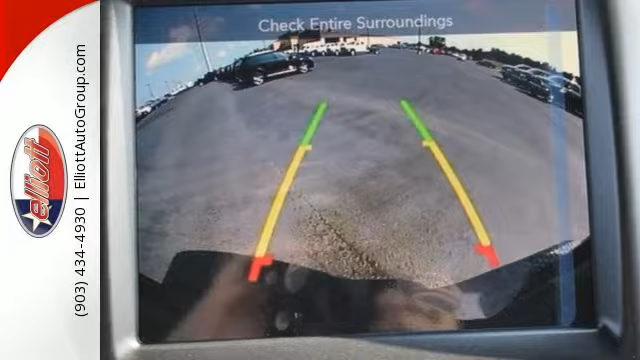 Check Entire Surroundings
elliott
(903) 434-4930 | ElliottAutoGroup.com